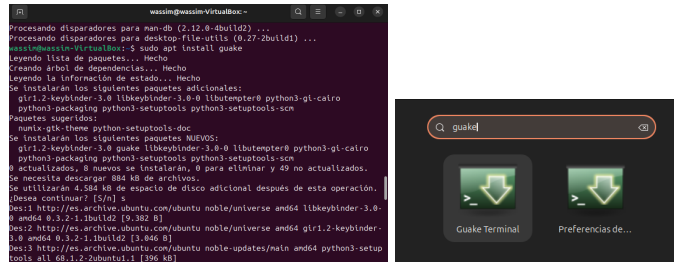 wassim@wassim-VirtualBox: ~
Procesando disparadores para man-db (2.12.0-4build2) ...
Procesando disparadores para desktop-file-utils (0.27-2build1) ...
wassim@wassim-VirtualBox:~$ sudo apt install guake
Leyendo lista de paquetes... Hecho
Creando árbol de dependencias... Hecho
Leyendo la información de estado... Hecho
Se instalarán los siguientes paquetes adicionales:
gir1.2-keybinder-3.0 libkeybinder-3.0-0 libutempter0 python3-gi-cairo
python3-packaging python3-setuptools python3-setuptools-scm
Paquetes sugeridos:
numix-gtk-theme python-setuptools-doc
Se instalarán los siguientes paquetes NUEVOS:
gir1.2-keybinder-3.0 guake libkeybinder-3.0-0 libutempter0 python3-gi-cairo
python3-packaging python3-setuptools python3-setuptools-scm
0 actualizados, 8 nuevos se instalarán, 0 para eliminar y 49 no actualizados.
Se necesita descargar 884 kB de archivos.
Se utilizarán 4.584 kB de espacio de disco adicional después de esta operación.
¿Desea continuar? [S/n] s
Des:1 http://es.archive.ubuntu.com/ubuntu noble/universe amd64 libkeybinder-3.0-
0 amd64 0.3.2-1.1build2 [9.382 B]
Des:2 http://es.archive.ubuntu.com/ubuntu noble/universe amd64 gir1.2-keybinder-
3.0 amd64 0.3.2-1.1build2 [3.046 B]
Des:3 http://es.archive.ubuntu.com/ubuntu noble-updates/main amd64 python3-setup
tools all 68.1.2-2ubuntu1.1 [396 kB]
guake
Guake Terminal
Preferencias de...